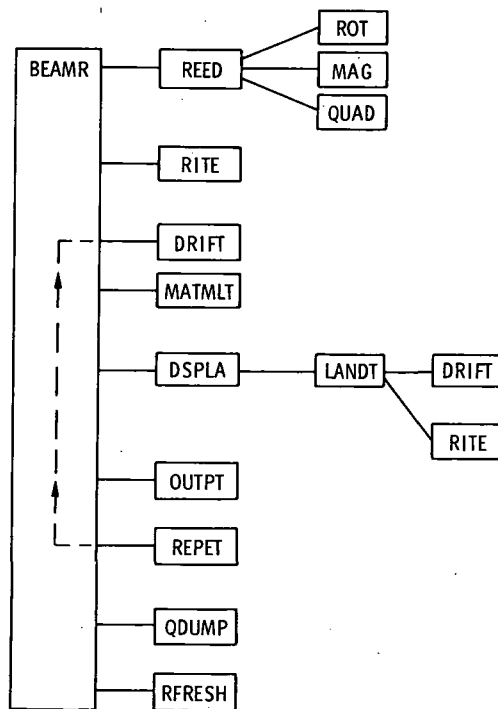 ROT
BEAMR
REED
MAG
QUAD
RITE
DRIFT
MATMLT
DSPLA
LANDT
DRIFT
RITE
OUTPT
REPET
QDUMP
RFRESH